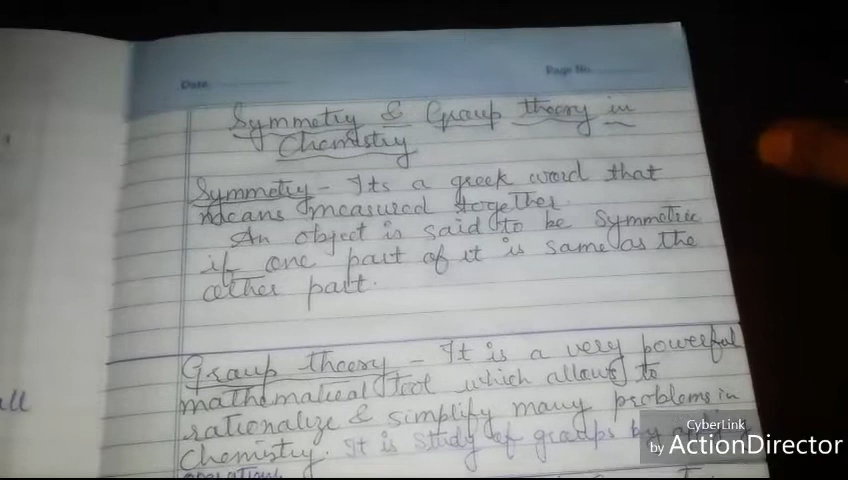 Date
Page No.
Symmetry & Group theory in
Chemistry
Symmetry - Its a greek word that
means measured together.
An object is said to be symmetric
if one part of it is same as the
other part.
Group theory - It is a very powerful
mathematical tool which allows to
rationalize & simplify many problems in
Chemistry. It is study of groups by
operation.
all
CyberLink
by ActionDirector